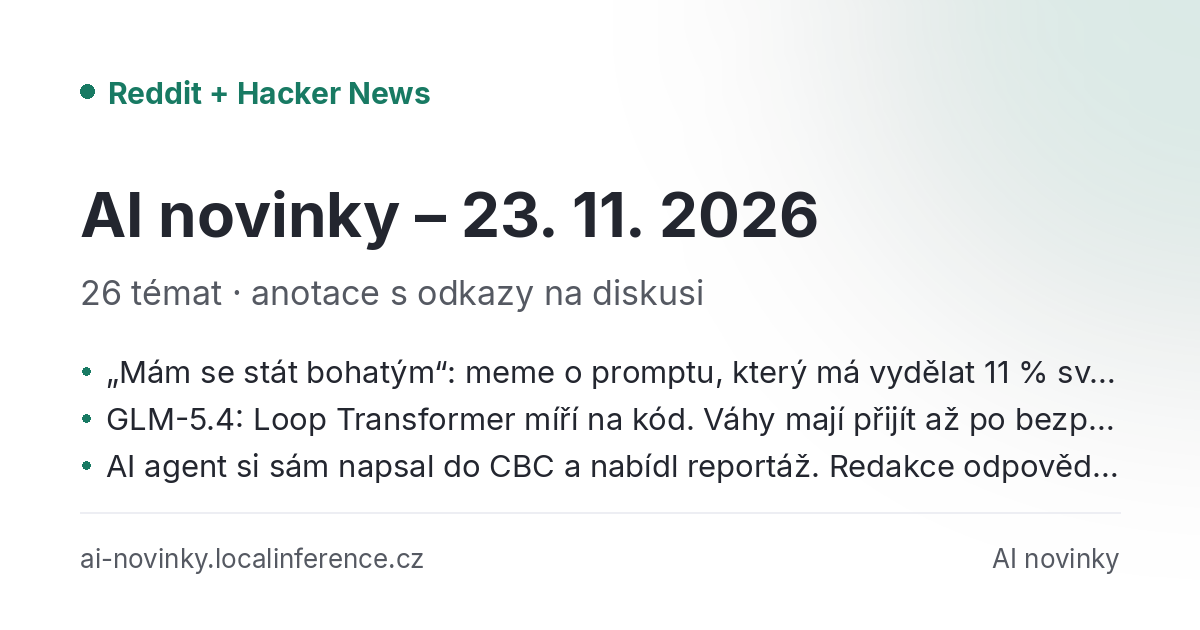 Reddit + Hacker News
AI novinky – 23. 11. 2026
26 témat · anotace s odkazy na diskusi
• „Mám se stát bohatým“: meme o promptu, který má vydělat 11 % sv...
• GLM-5.4: Loop Transformer míří na kód. Váhy mají přijít až po bezp...
• AI agent si sám napsal do CBC a nabídl reportáž. Redakce odpověd...
ai-novinky.localinference.cz
AI novinky